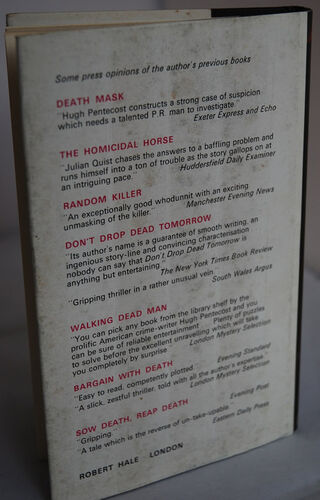 Some press opinions of the author's previous books
DEATH MASK
"Hugh Pentecost constructs a strong case of suspicion
which needs a talented P.R. man to investigate."
Exeter Express and Echo
THE HOMICIDAL HORSE
"Julian Quist chases the answers to a baffling problem and
runs himself into a ton of trouble as the story gallops on at
an intriguing pace."
Huddersfield Daily Examiner
RANDOM KILLER
"An exceptionally good whodunnit with an exciting
unmasking of the killer."
Manchester Evening News
DON'T DROP DEAD TOMORROW
"Its author's name is a guarantee of smooth writing, an
ingenious story-line and convincing characterisation
nobody can say that Don't Drop Dead Tomorrow is
anything but entertaining."
The New York Times Book Review
"Gripping thriller in a rather unusual vein."
South Wales Argus
WALKING DEAD MAN
"You can pick any book from the library shelf by the
prolific American crime-writer Hugh Pentecost and you
can be sure of reliable entertainment. Plenty of puzzles
to solve before the excellent unravelling which will take
you completely by surprise."
London Mystery Selection
BARGAIN WITH DEATH
"Easy to read, competently plotted."
Evening Standard
"A slick, zestful thriller, told with all the author's expertise."
London Mystery Selection
SOW DEATH, REAP DEATH
"Gripping."
Evening Post
"A tale which is the reverse of un-take-upable."
Eastern Daily Press
ROBERT HALE LONDON